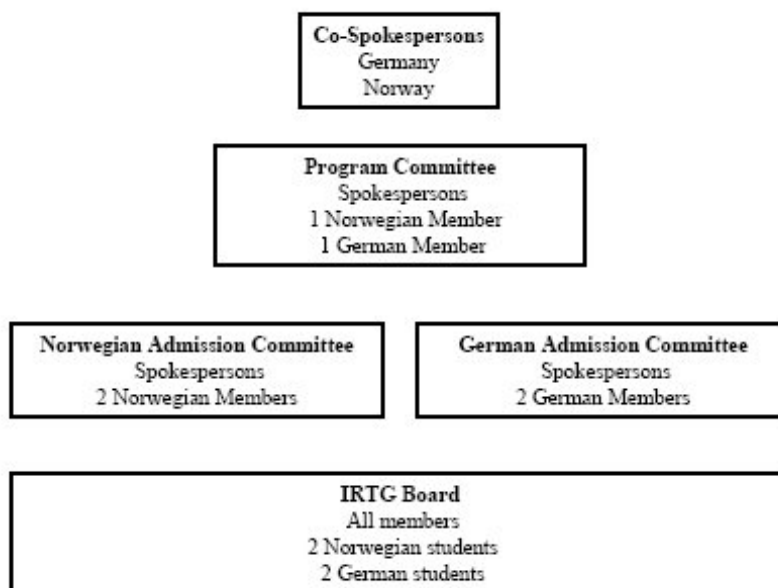 Co-Spokespersons
Germany
Norway
Program Committee
Spokespersons
1 Norwegian Member
1 German Member
Norwegian Admission Committee
Spokespersons
2 Norwegian Members
German Admission Committee
Spokespersons
2 German Members
IRTG Board
All members
2 Norwegian students
2 German students